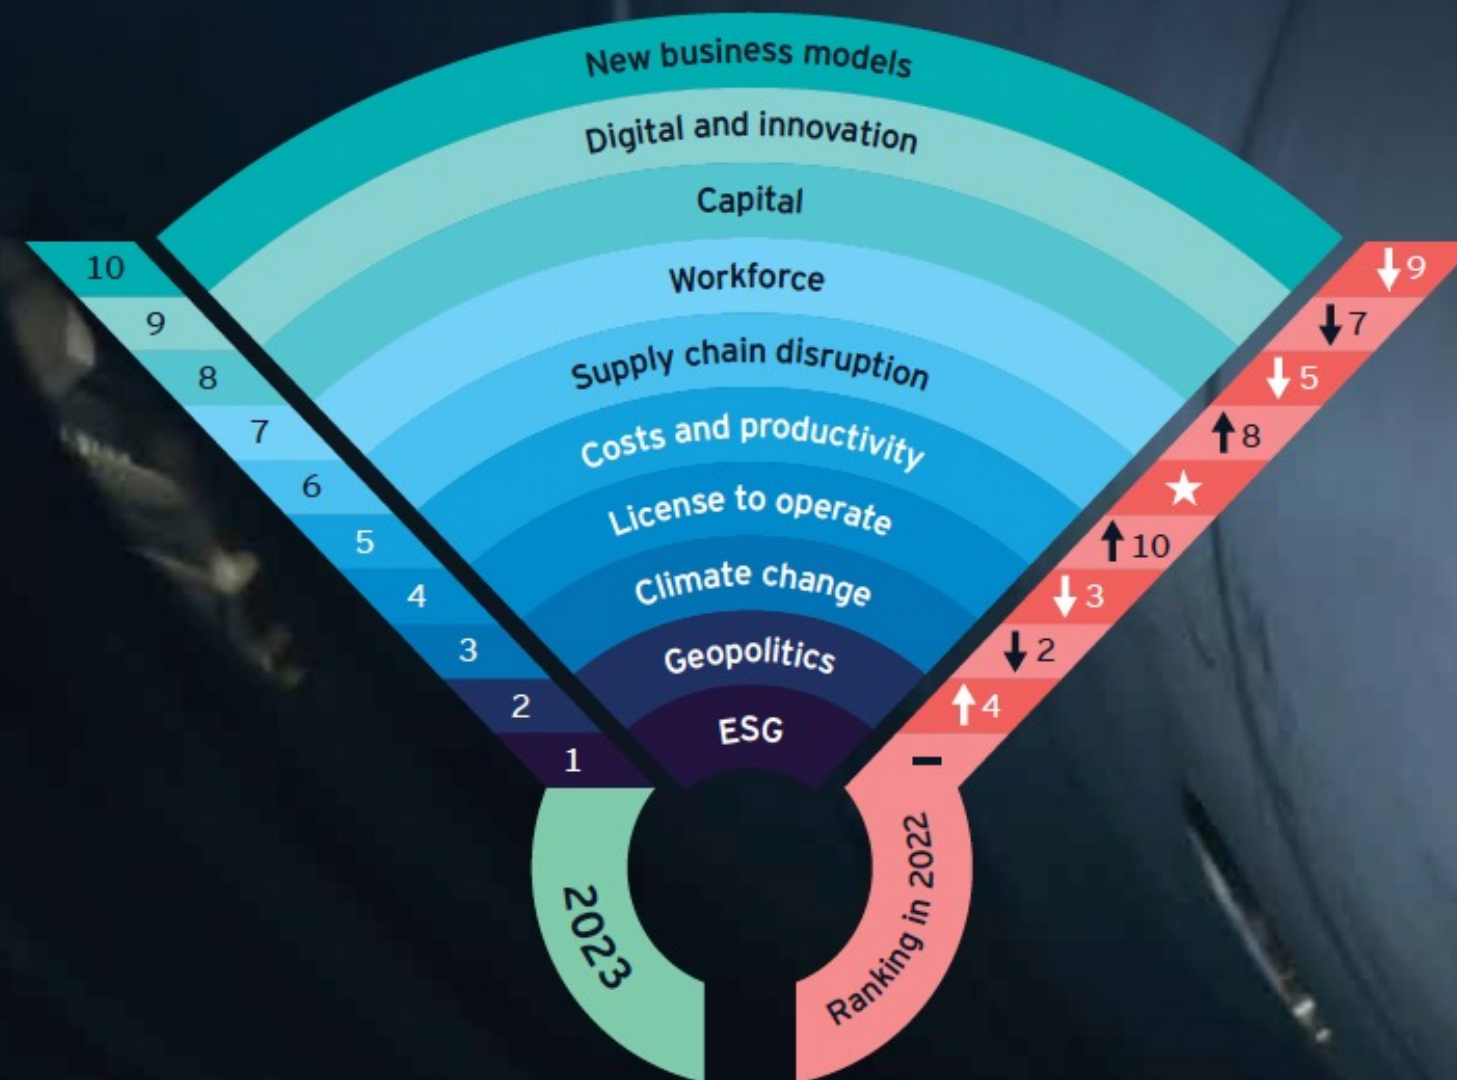 New business models
Digital and innovation
Capital
Workforce
Supply chain disruption
Costs and productivity
License to operate
Climate change
Geopolitics
ESG
10
9
8
7
6
5
4
3
2
1
2023
↓ 9
↓ 7
↓ 5
↑ 8
★
↑ 10
↓ 3
↓ 2
↑ 4
–
Ranking in 2022